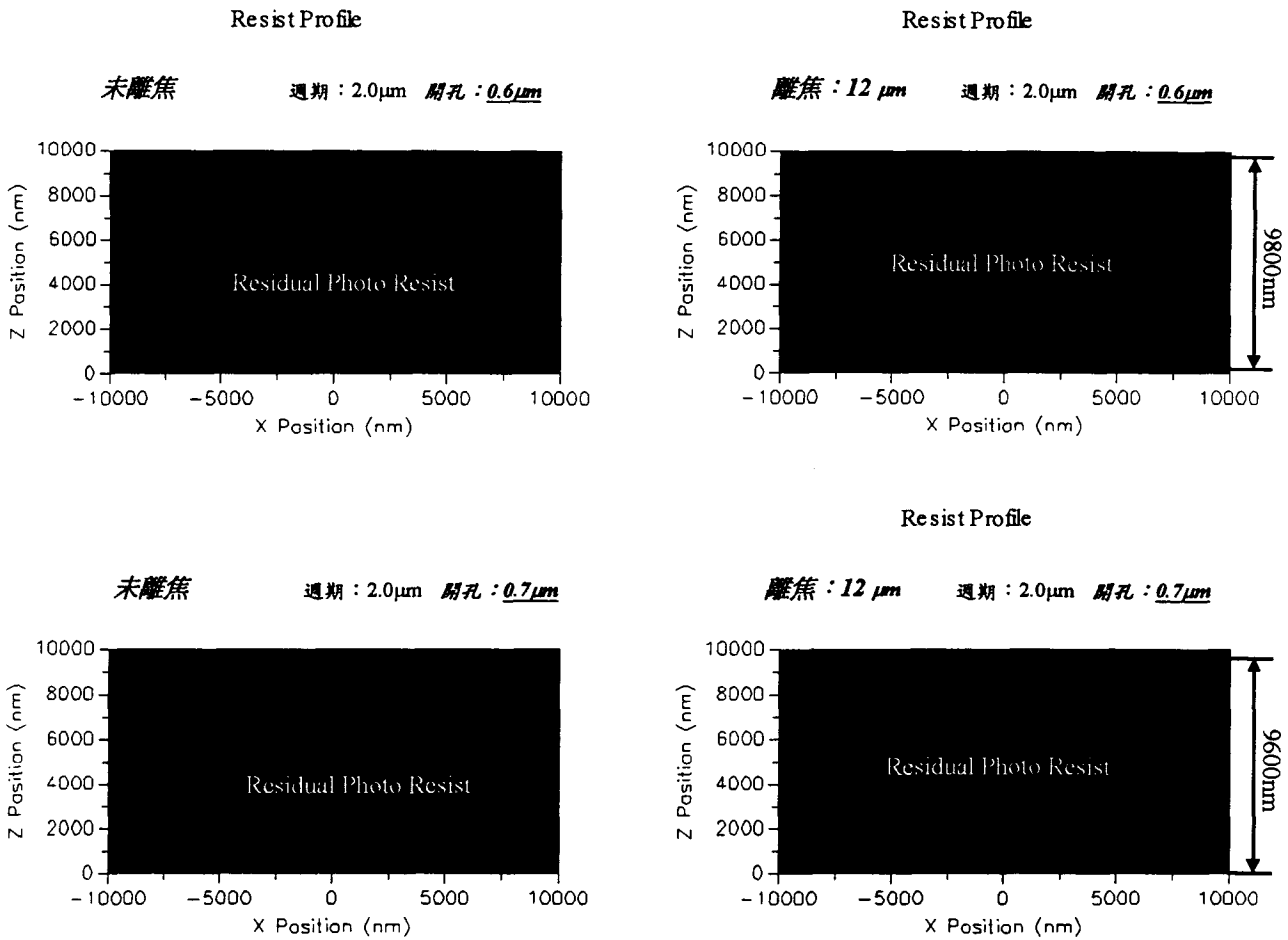 Resist Profile
未離焦 週期：2.0μm 開孔：0.6μm
10000
8000
6000
4000
2000
0
Z Position (nm)
Residual Photo Resist
-10000 -5000 0 5000 10000
X Position (nm)
Resist Profile
離焦：12 μm 週期：2.0μm 開孔：0.6μm
10000
8000
6000
4000
2000
0
Z Position (nm)
Residual Photo Resist
9800nm
-10000 -5000 0 5000 10000
X Position (nm)
未離焦 週期：2.0μm 開孔：0.7μm
10000
8000
6000
4000
2000
0
Z Position (nm)
Residual Photo Resist
-10000 -5000 0 5000 10000
X Position (nm)
Resist Profile
離焦：12 μm 週期：2.0μm 開孔：0.7μm
10000
8000
6000
4000
2000
0
Z Position (nm)
Residual Photo Resist
9600nm
-10000 -5000 0 5000 10000
X Position (nm)